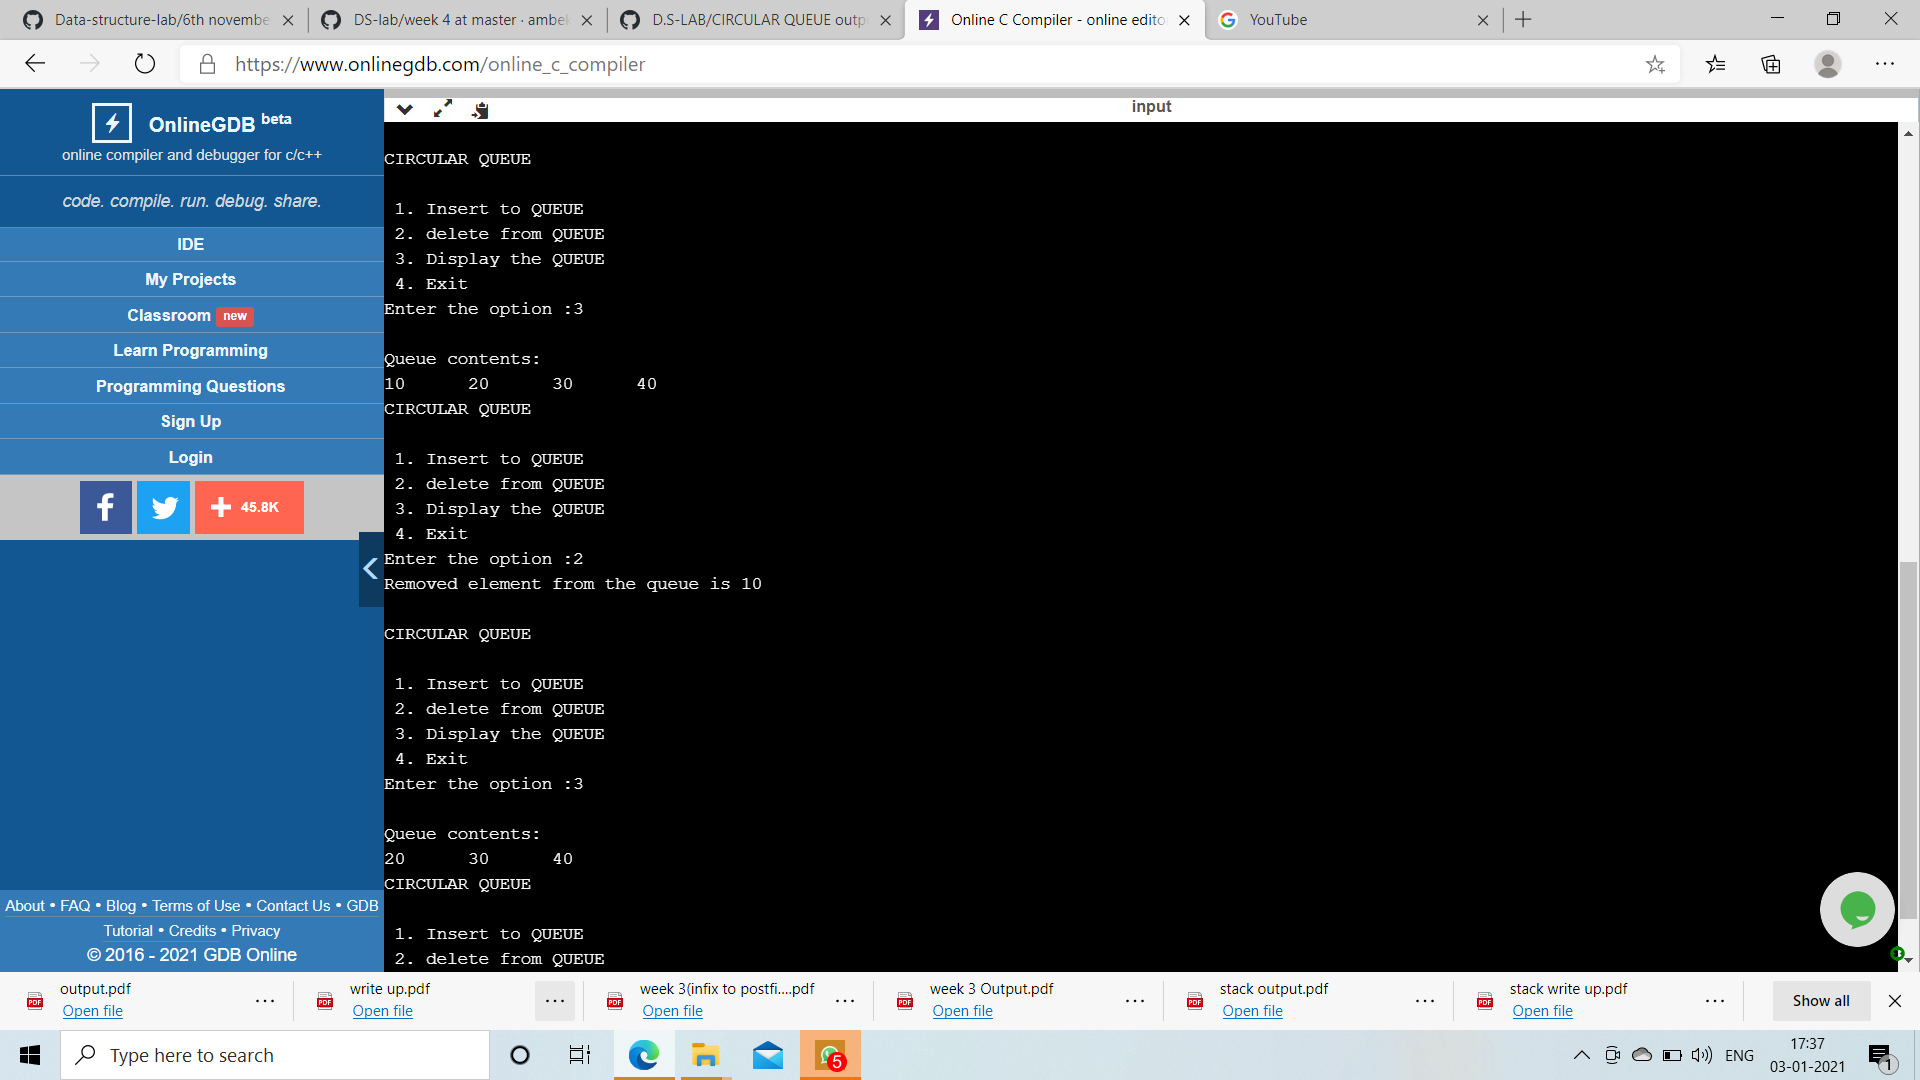 Data-structure-lab/6th novembe
DS-lab/week 4 at master · ambek
D.S-LAB/CIRCULAR QUEUE outp
Online C Compiler - online edito
YouTube
https://www.onlinegdb.com/online_c_compiler
OnlineGDB beta
online compiler and debugger for c/c++
code. compile. run. debug. share.
IDE
My Projects
Classroom new
Learn Programming
Programming Questions
Sign Up
Login
45.8K
About • FAQ • Blog • Terms of Use • Contact Us • GDB
Tutorial • Credits • Privacy
© 2016 - 2021 GDB Online
input
CIRCULAR QUEUE
1. Insert to QUEUE
2. delete from QUEUE
3. Display the QUEUE
4. Exit
Enter the option :3
Queue contents:
10 20 30 40
CIRCULAR QUEUE
1. Insert to QUEUE
2. delete from QUEUE
3. Display the QUEUE
4. Exit
Enter the option :2
Removed element from the queue is 10
CIRCULAR QUEUE
1. Insert to QUEUE
2. delete from QUEUE
3. Display the QUEUE
4. Exit
Enter the option :3
Queue contents:
20 30 40
CIRCULAR QUEUE
1. Insert to QUEUE
2. delete from QUEUE
output.pdf
Open file
write up.pdf
Open file
week 3(infix to postfi....pdf
Open file
week 3 Output.pdf
Open file
stack output.pdf
Open file
stack write up.pdf
Open file
Show all
Type here to search
5
ENG
17:37
03-01-2021
1